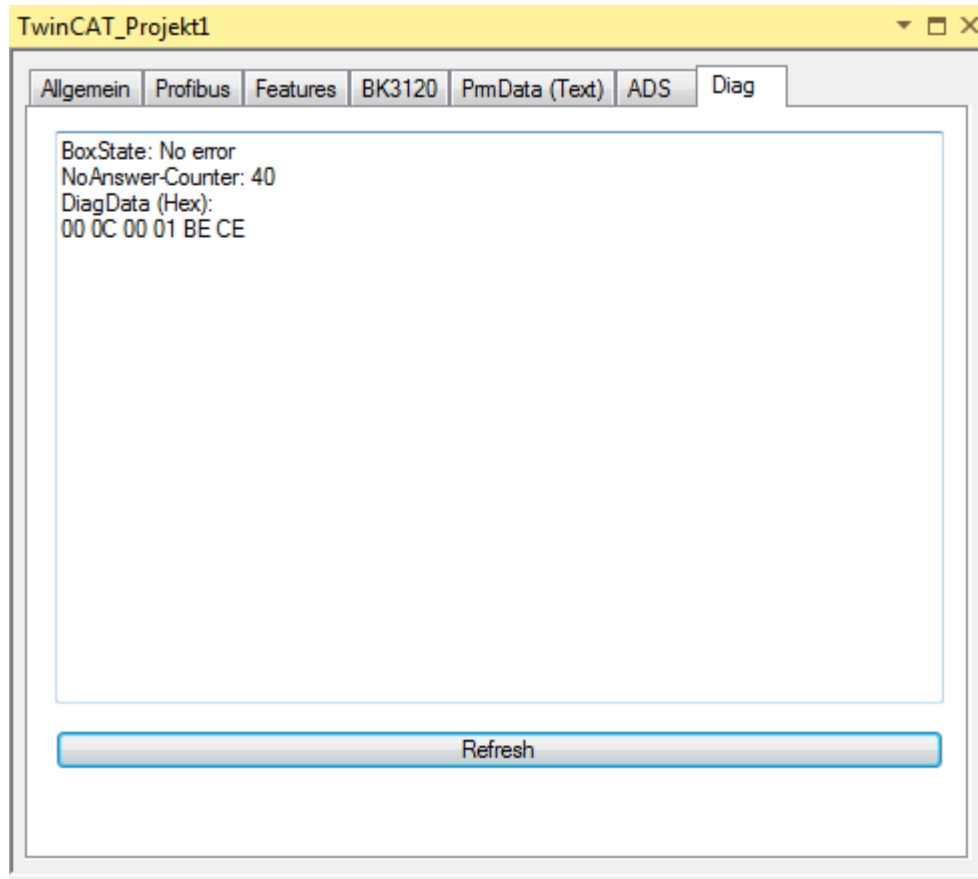 TwinCAT_Projekt1
Allgemein Profibus Features BK3120 PrmData (Text) ADS Diag
BoxState: No error
NoAnswer-Counter: 40
DiagData (Hex):
00 0C 00 01 BE CE
Refresh